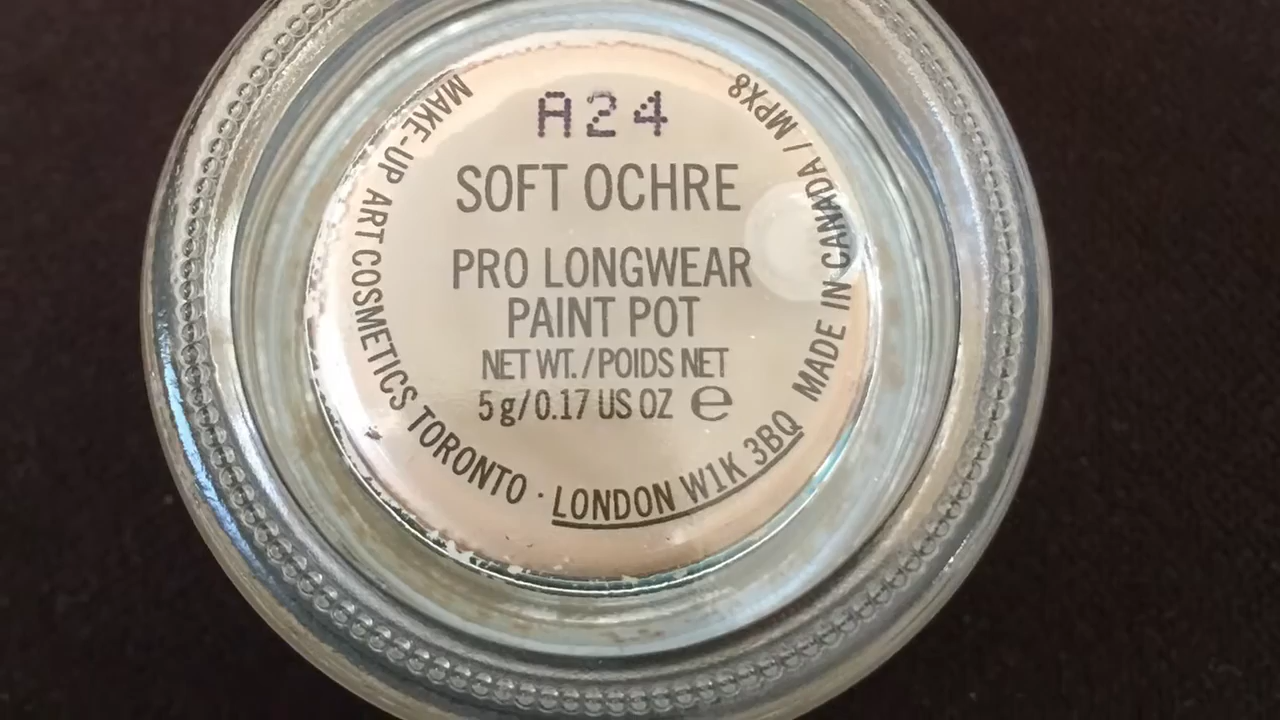 A24
SOFT OCHRE
PRO LONGWEAR
PAINT POT
NET WT. / POIDS NET
5 g/0.17 US OZ e
MAKE-UP ART COSMETICS TORONTO · LONDON W1K 3BQ MADE IN CANADA / MPX8